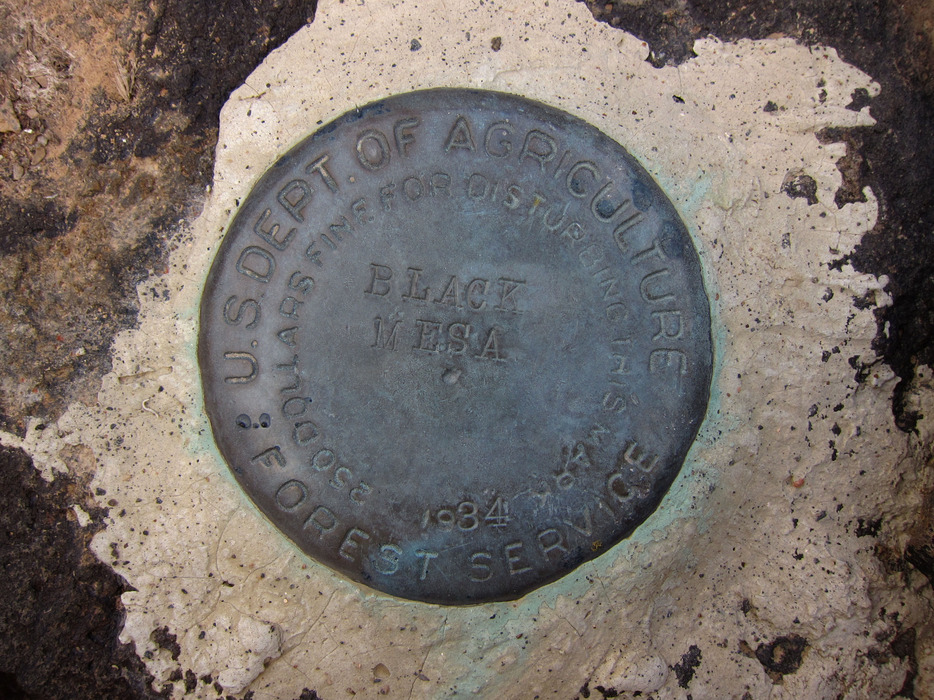 U.S. DEPT. OF AGRICULTURE
250 DOLLARS FINE FOR DISTURBING THIS MARK
BLACK
MESA
1934
FOREST SERVICE